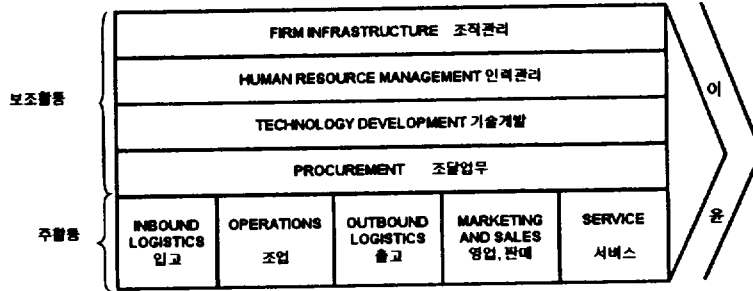 FIRM INFRASTRUCTURE 조직관리
HUMAN RESOURCE MANAGEMENT 인력관리
보조활동
TECHNOLOGY DEVELOPMENT 기술개발
PROCUREMENT 조달업무
이
윤
주활동
INBOUND
LOGISTICS
입고
OPERATIONS
조업
OUTBOUND
LOGISTICS
출고
MARKETING
AND SALES
영업, 판매
SERVICE
서비스